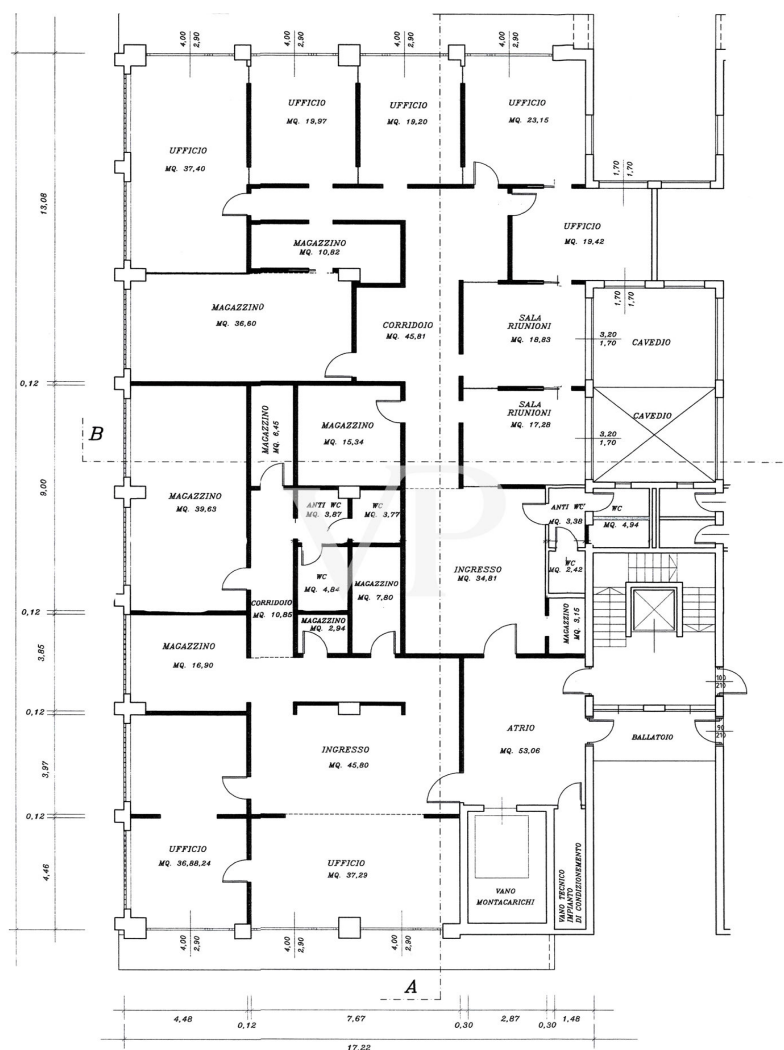 4,00
2,90
4,00
2,90
4,00
2,90
4,00
2,90
UFFICIO
MQ. 37,40
UFFICIO
MQ. 19,97
UFFICIO
MQ. 19,20
UFFICIO
MQ. 23,15
1,70
1,70
13,08
MAGAZZINO
MQ. 10,82
UFFICIO
MQ. 19,42
1,70
1,70
MAGAZZINO
MQ. 36,60
CORRIDOIO
MQ. 45,81
SALA
RIUNIONI
MQ. 18,83
3,20
1,70
CAVEDIO
0,12
B
MAGAZZINO
MQ. 6,45
MAGAZZINO
MQ. 15,34
SALA
RIUNIONI
MQ. 17,28
3,20
1,70
CAVEDIO
9,00
MAGAZZINO
MQ. 39,63
ANTI WC
MQ. 3,87
WC
MQ. 3,77
ANTI WC
MQ. 3,38
WC
MQ. 4,94
VP
INGRESSO
MQ. 34,81
WC
MQ. 2,42
WC
MQ. 4,84
MAGAZZINO
MQ. 7,80
CORRIDOIO
MQ. 10,85
MAGAZZINO
MQ. 2,94
MAGAZZINO
MQ. 3,15
0,12
3,85
MAGAZZINO
MQ. 16,90
100
210
0,12
INGRESSO
MQ. 45,80
ATRIO
MQ. 53,06
BALLATOIO
90
210
3,97
0,12
UFFICIO
MQ. 36,88,24
UFFICIO
MQ. 37,29
4,46
VANO
MONTACARICHI
VANO TECNICO
IMPIANTO
DI CONDIZIONEMENTO
4,00
2,90
4,00
2,90
A
4,48
0,12
7,67
0,30
2,87
0,30
1,48
17,22